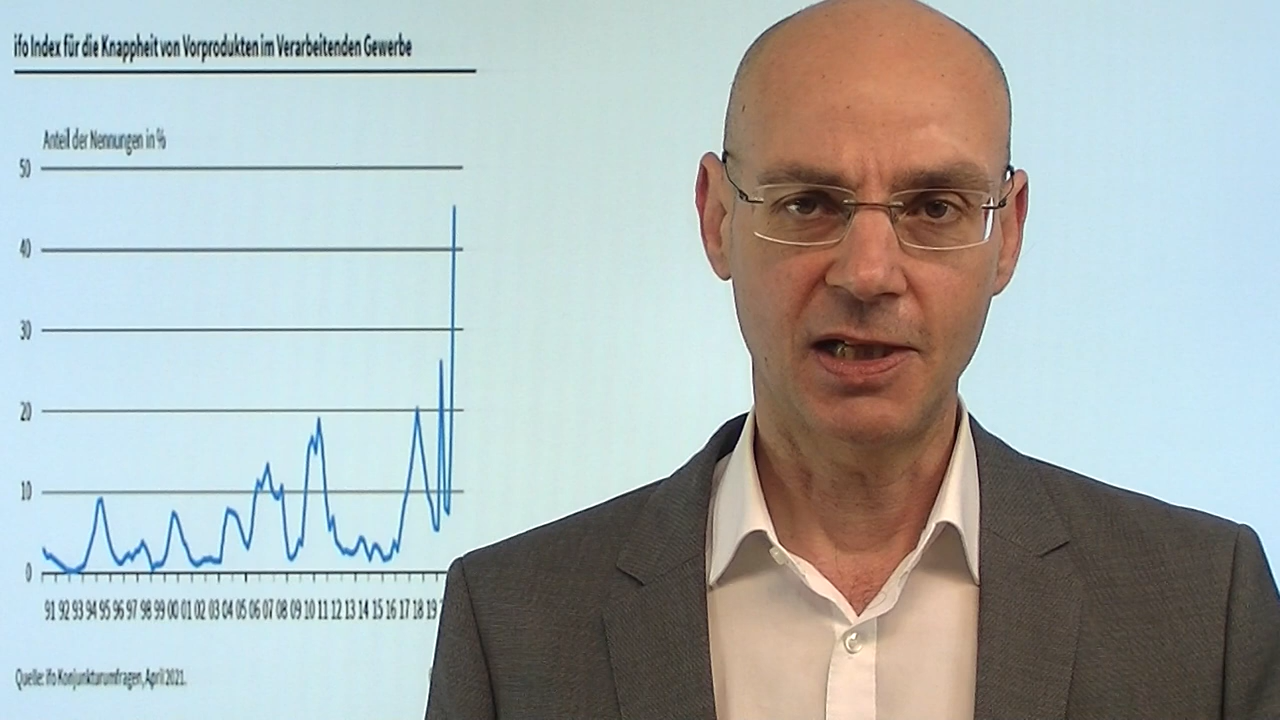 ifo Index für die Knappheit von Vorprodukten im Verarbeitenden Gewerbe
Anteil der Nennungen in %
50
40
30
20
10
0
91 92 93 94 95 96 97 98 99 00 01 02 03 04 05 06 07 08 09 10 11 12 13 14 15 16 17 18 19
Quelle: ifo Konjunkturumfragen, April 2021.